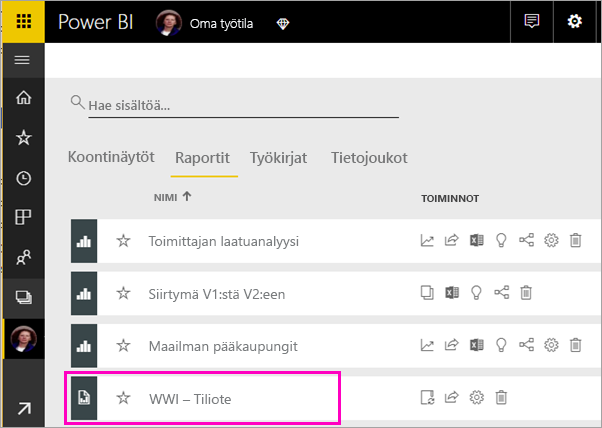 Power BI Oma työtila
Hae sisältöä...
Koontinäytöt Raportit Työkirjat Tietojoukot
NIMI ↑ TOIMINNOT
Toimittajan laatuanalyysi
Siirtymä V1:stä V2:een
Maailman pääkaupungit
WWI – Tiliote